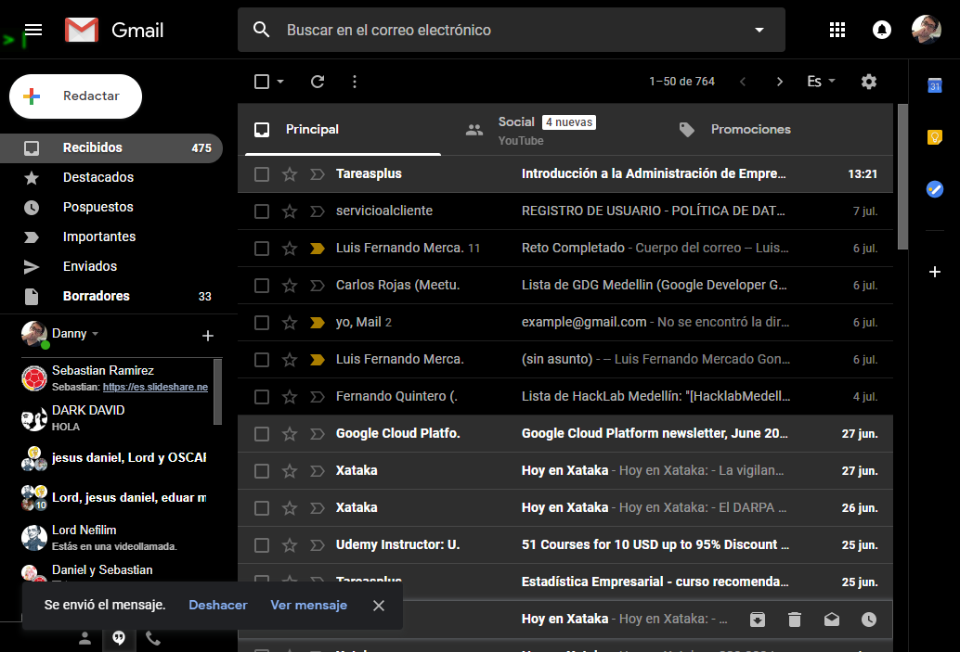 Gmail
Buscar en el correo electrónico
Redactar
1–50 de 764
Es
Recibidos 475
Destacados
Pospuestos
Importantes
Enviados
Borradores 33
Danny
Sebastian Ramirez
Sebastian: https://es.slideshare.ne
DARK DAVID
HOLA
jesus daniel, Lord y OSCAR
Lord, jesus daniel, eduar m
10
Lord Nefilim
Estás en una videollamada.
Daniel y Sebastian
Principal
Social 4 nuevas
YouTube
Promociones
Tareasplus Introducción a la Administración de Empre… 13:21
servicioalcliente REGISTRO DE USUARIO - POLÍTICA DE DAT… 7 jul.
Luis Fernando Merca. 11 Reto Completado - Cuerpo del correo -- Luis… 6 jul.
Carlos Rojas (Meetu. Lista de GDG Medellin (Google Developer G… 6 jul.
yo, Mail 2 example@gmail.com - No se encontró la dir… 6 jul.
Luis Fernando Merca. (sin asunto) - -- Luis Fernando Mercado Gon… 6 jul.
Fernando Quintero (. Lista de HackLab Medellín: "[HacklabMedell… 4 jul.
Google Cloud Platfo. Google Cloud Platform newsletter, June 20… 27 jun.
Xataka Hoy en Xataka - Hoy en Xataka: - La vigilan… 27 jun.
Xataka Hoy en Xataka - Hoy en Xataka: - El DARPA … 26 jun.
Udemy Instructor: U. 51 Courses for 10 USD up to 95% Discount … 25 jun.
Tareasplus Estadística Empresarial - curso recomenda… 25 jun.
Hoy en Xataka - Hoy en Xataka: - …
Se envió el mensaje. Deshacer Ver mensaje
31